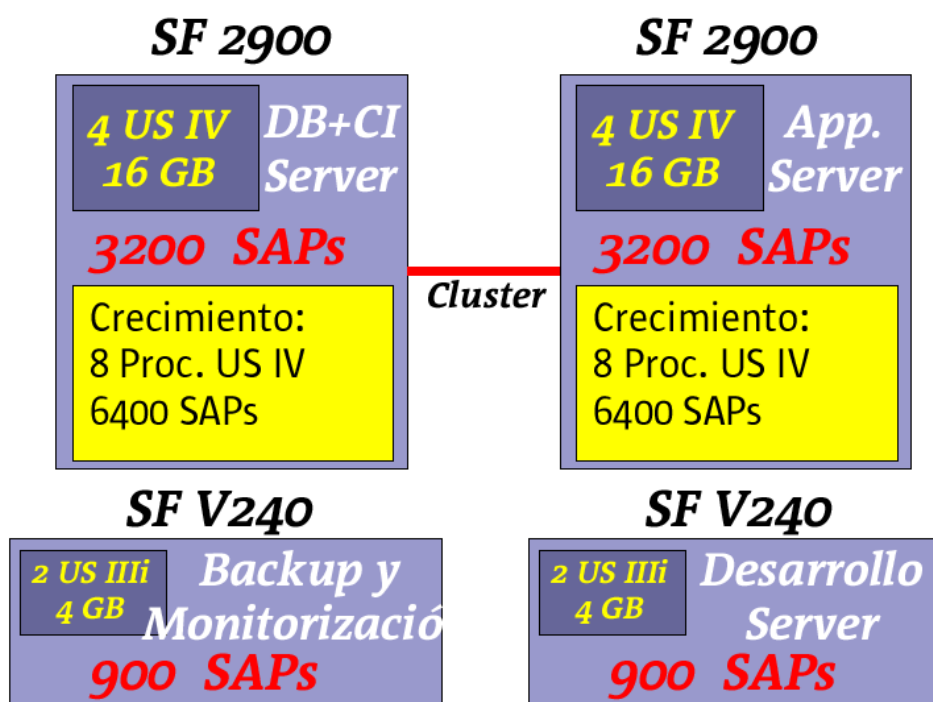 SF 2900
4 US IV
16 GB
DB+CI
Server
3200 SAPs
Crecimiento:
8 Proc. US IV
6400 SAPs
Cluster
SF 2900
4 US IV
16 GB
App.
Server
3200 SAPs
Crecimiento:
8 Proc. US IV
6400 SAPs
SF V240
2 US IIIi
4 GB
Backup y
Monitorizació
900 SAPs
SF V240
2 US IIIi
4 GB
Desarrollo
Server
900 SAPs